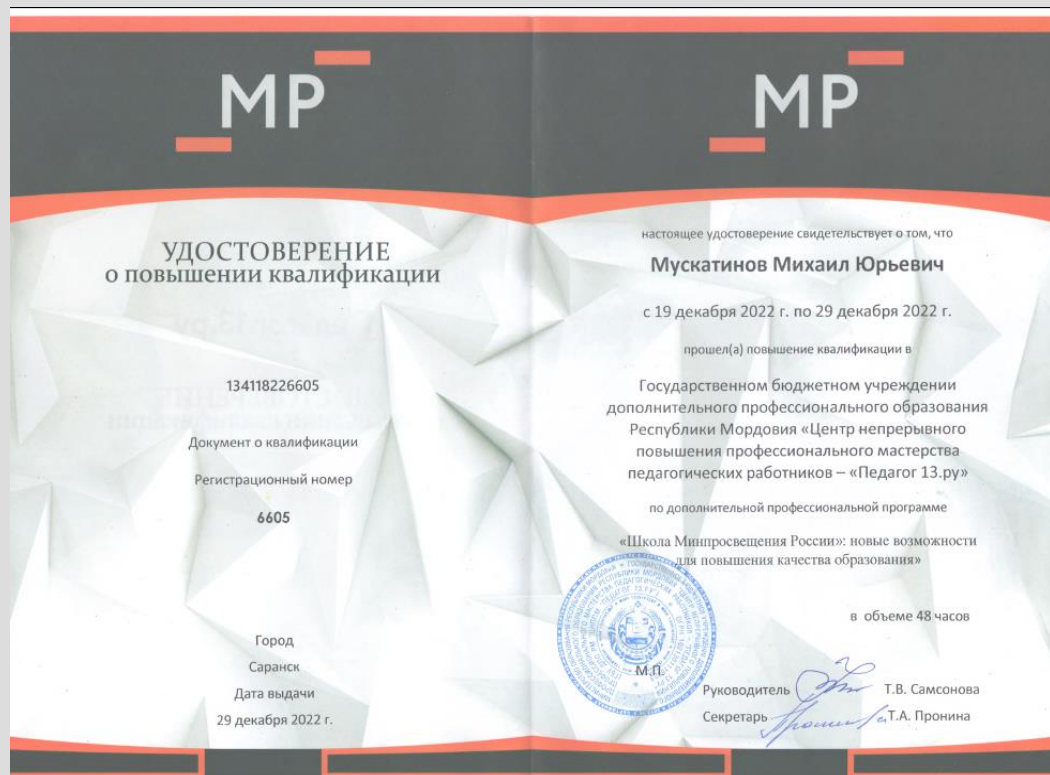 МР
УДОСТОВЕРЕНИЕ
о повышении квалификации
134118226605
Документ о квалификации
Регистрационный номер
6605
Город
Саранск
Дата выдачи
29 декабря 2022 г.
МР
настоящее удостоверение свидетельствует о том, что
Мускатинов Михаил Юрьевич
с 19 декабря 2022 г. по 29 декабря 2022 г.
прошел(а) повышение квалификации в
Государственном бюджетном учреждении
дополнительного профессионального образования
Республики Мордовия «Центр непрерывного
повышения профессионального мастерства
педагогических работников – «Педагог 13.ру»
по дополнительной профессиональной программе
«Школа Минпросвещения России»: новые возможности
для повышения качества образования»
в объеме 48 часов
М.П.
Руководитель Т.В. Самсонова
Секретарь Т.А. Пронина